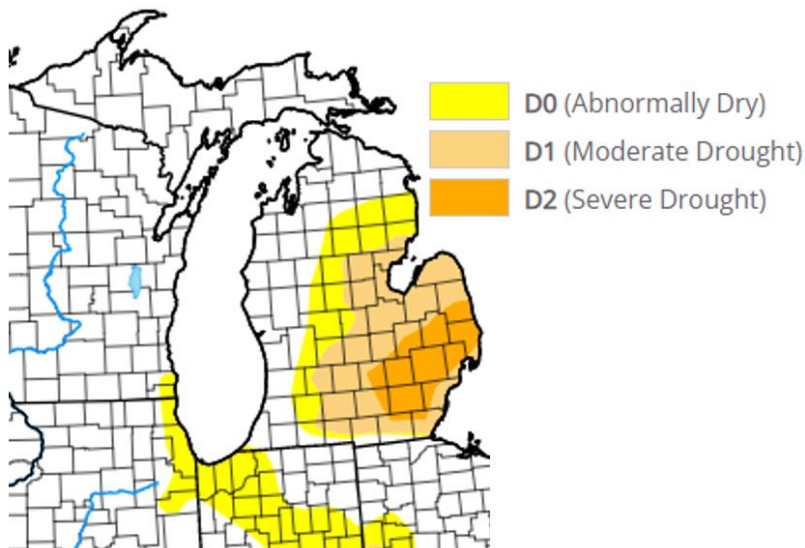 D0 (Abnormally Dry)
D1 (Moderate Drought)
D2 (Severe Drought)